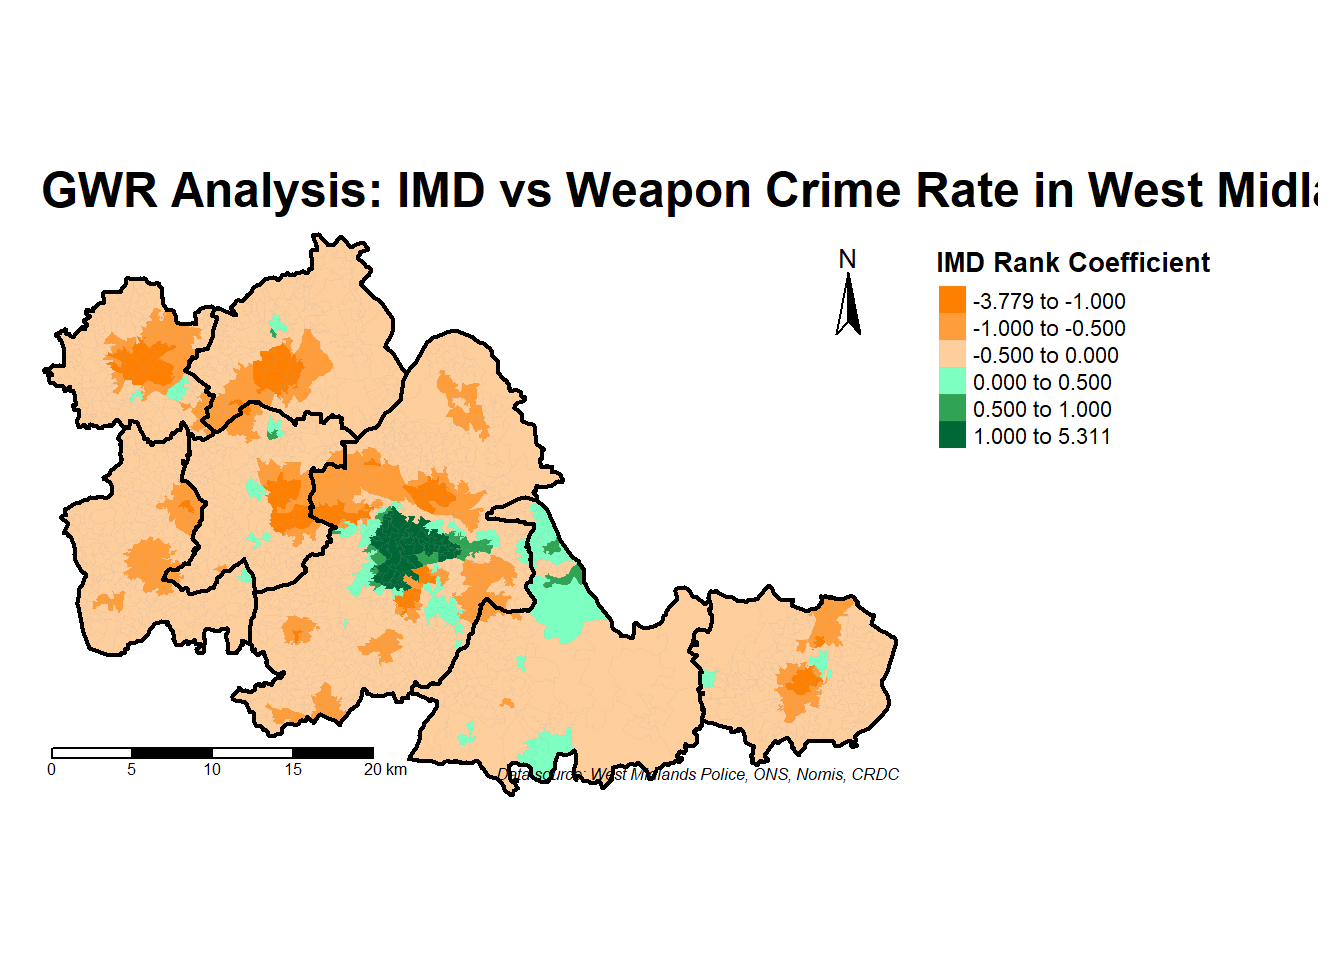 GWR Analysis: IMD vs Weapon Crime Rate in West Midla
N
IMD Rank Coefficient
-3.779 to -1.000
-1.000 to -0.500
-0.500 to 0.000
0.000 to 0.500
0.500 to 1.000
1.000 to 5.311
0 5 10 15 20 km
Data source: West Midlands Police, ONS, Nomis, CRDC